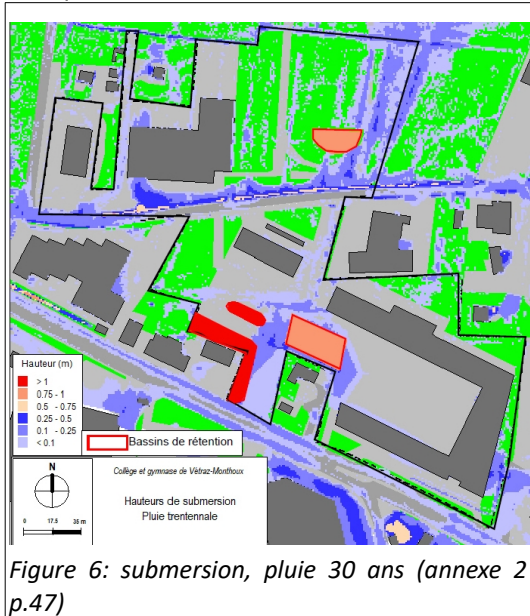 Hauteur (m)
> 1
0.75 - 1
0.5 - 0.75
0.25 - 0.5
0.1 - 0.25
< 0.1
Bassins de rétention
N
0 17.5 35 m
Collège et gymnase de Vétraz-Monthoux
Hauteurs de submersion
Pluie trentennale
Figure 6: submersion, pluie 30 ans (annexe 2
p.47)